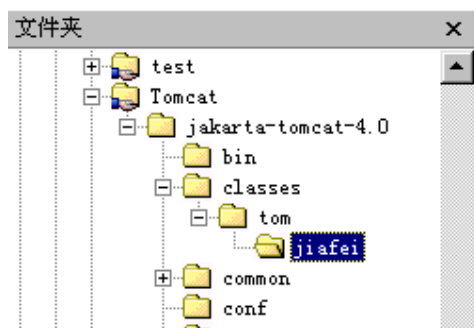 文件夹
test
Tomcat
jakarta-tomcat-4.0
bin
classes
tom
jiafei
common
conf